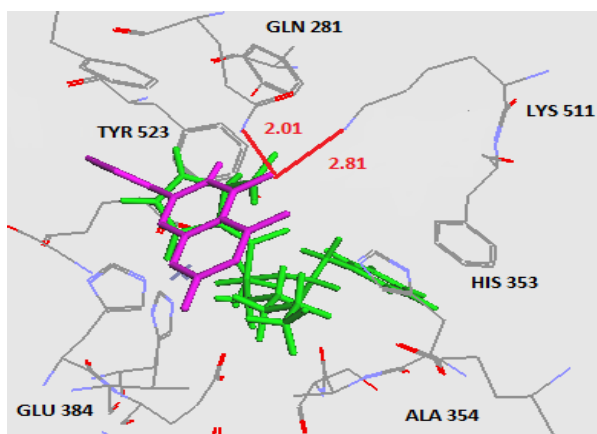 GLN 281
LYS 511
TYR 523
2.01
2.81
HIS 353
GLU 384
ALA 354